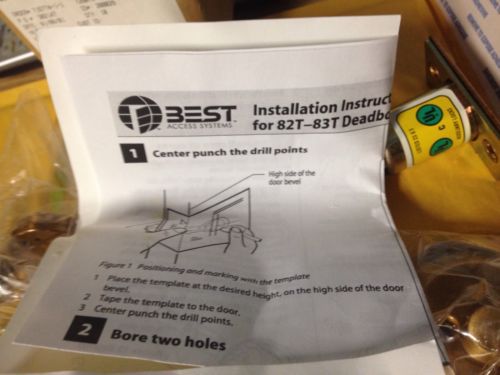 BEST
ACCESS SYSTEMS
Installation Instruct
for 82T–83T Deadbo
1 Center punch the drill points
High side of the
door bevel
Figure 1 Positioning and marking with the template
1 Place the template at the desired height, on the high side of the door
bevel.
2 Tape the template to the door.
3 Center punch the drill points.
2 Bore two holes
UL
C